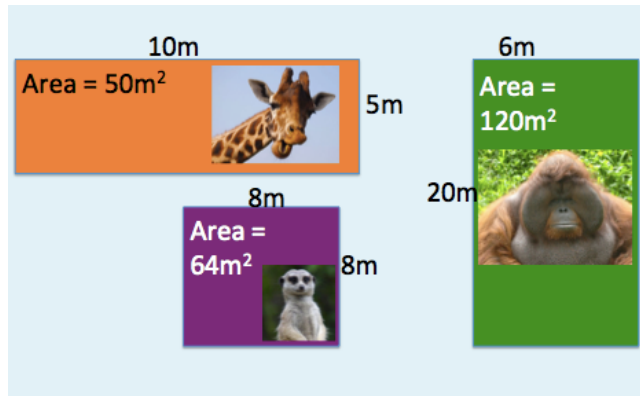 10m
Area = 50m²
5m
6m
Area =
120m²
20m
8m
Area =
64m²
8m